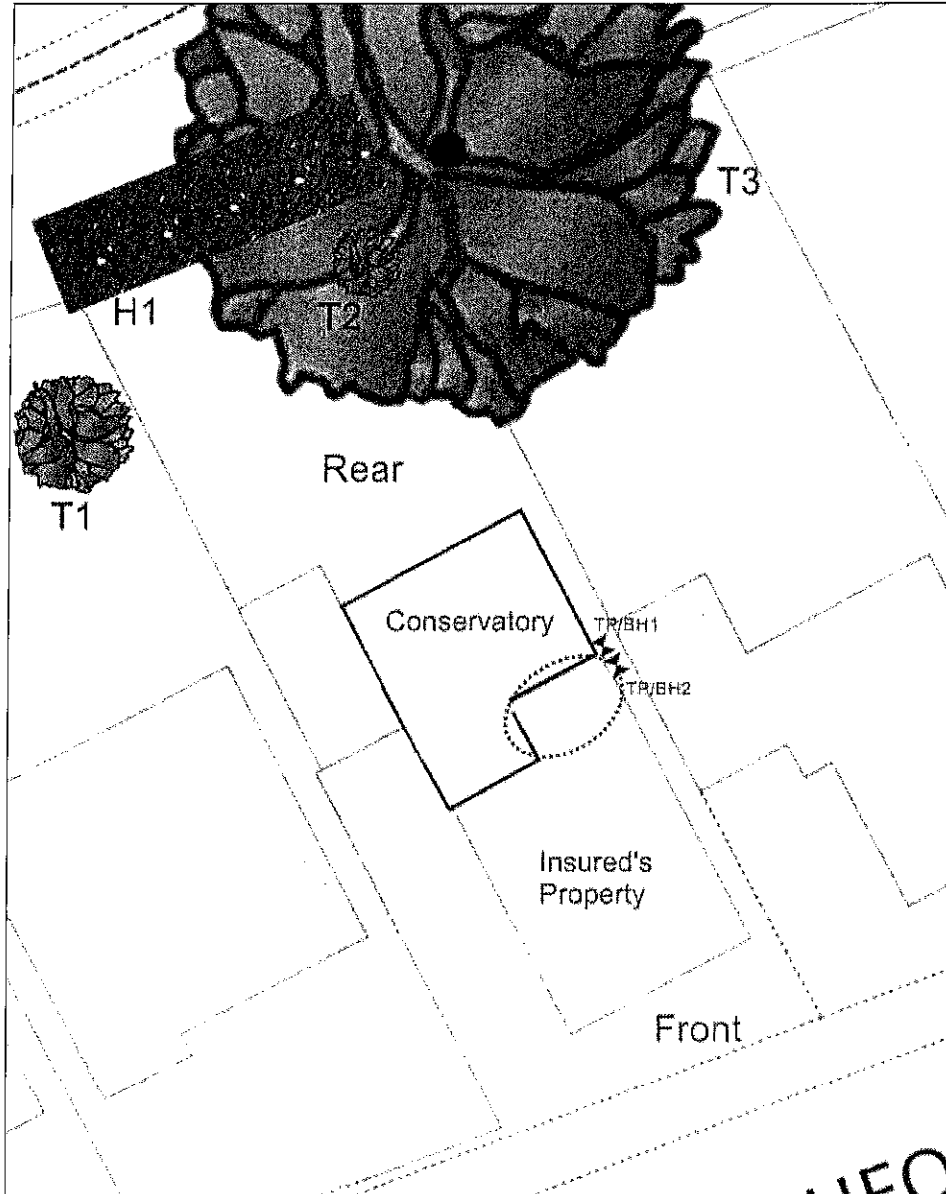 T3
H1
T2
Rear
T1
Conservatory
TP/BH1
TP/BH2
Insured's
Property
Front